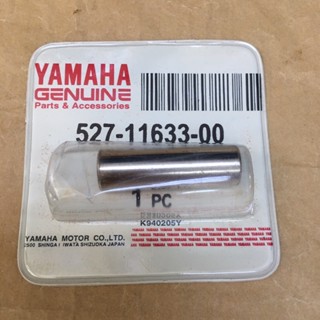 YAMAHA
GENUINE
Parts & Accessories
527-11633-00
1 PC
K940205Y
YAMAHA MOTOR CO.,LTD.
2500 SHINGAI IWATA SHIZUOKA JAPAN